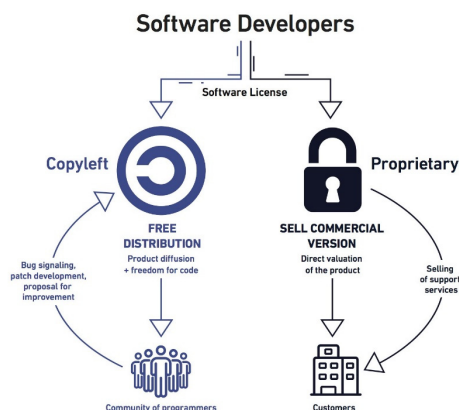 Software Developers
Software License
Copyleft
Proprietary
FREE
DISTRIBUTION
Product diffusion
+ freedom for code
SELL COMMERCIAL
VERSION
Direct valuation
of the product
Bug signaling,
patch development,
proposal for
improvement
Selling
of support
services
Community of programmers
Customers